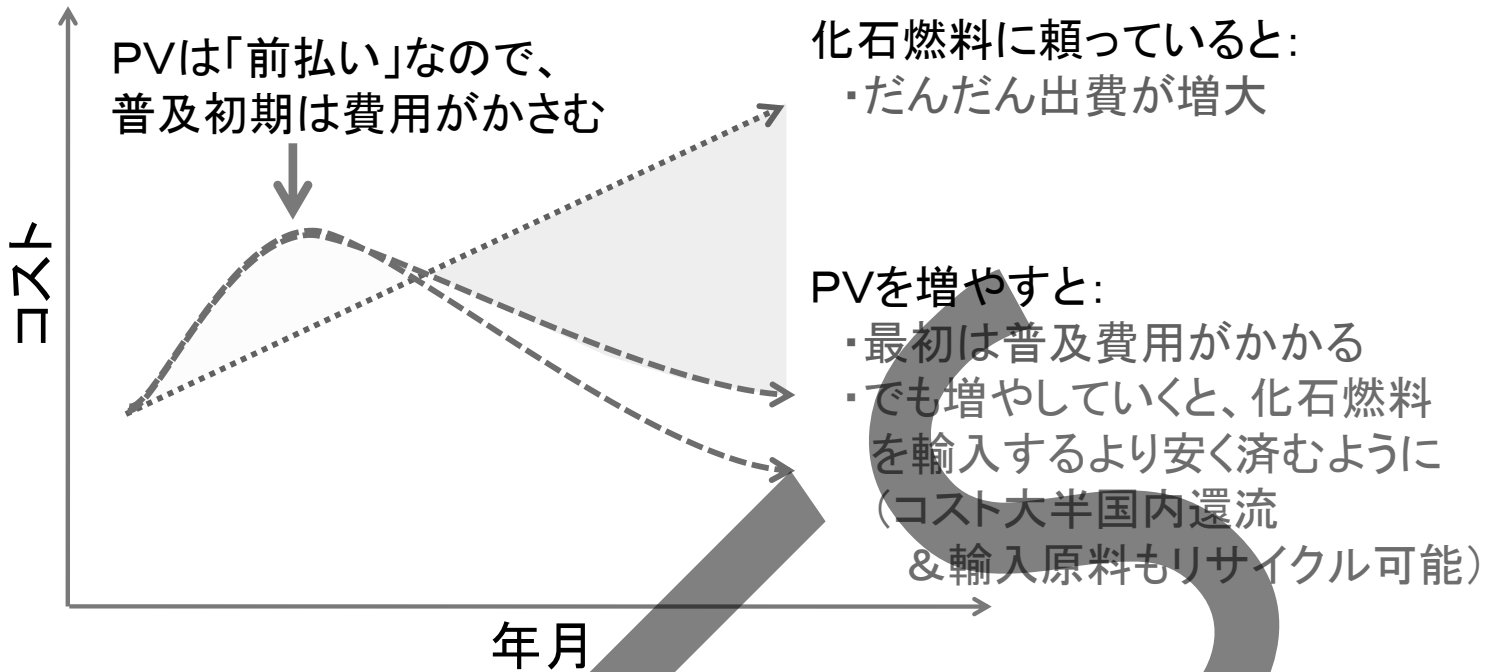 PVは「前払い」なので、
普及初期は費用がかさむ
化石燃料に頼っていると:
・だんだん出費が増大
コスト
PVを増やすと:
・最初は普及費用がかかる
・でも増やしていくと、化石燃料
を輸入するより安く済むように
(コスト大半国内還流
&輸入原料もリサイクル可能)
年月